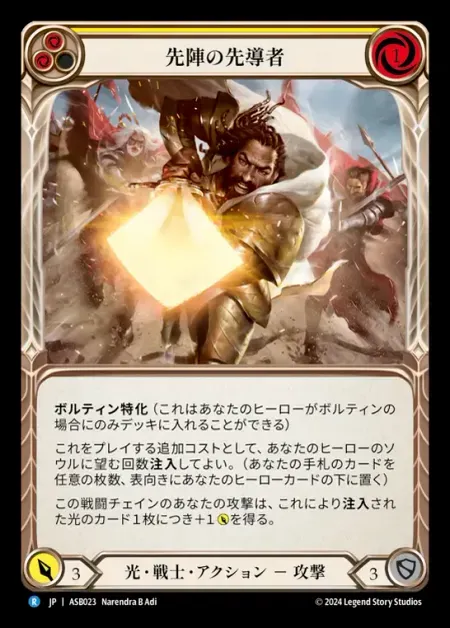 先陣の先導者
1
ボルティン特化（これはあなたのヒーローがボルティンの
場合にのみデッキに入れることができる）
これをプレイする追加コストとして、あなたのヒーローのソ
ウルに望む回数注入してよい。（あなたの手札のカードを
任意の枚数、表向きにあなたのヒーローカードの下に置く）
この戦闘チェインのあなたの攻撃は、これにより注入され
た光のカード1枚につき＋1を得る。
3 光・戦士・アクション － 攻撃 3
R JP | ASB023 Narendra B Adi © 2024 Legend Story Studios